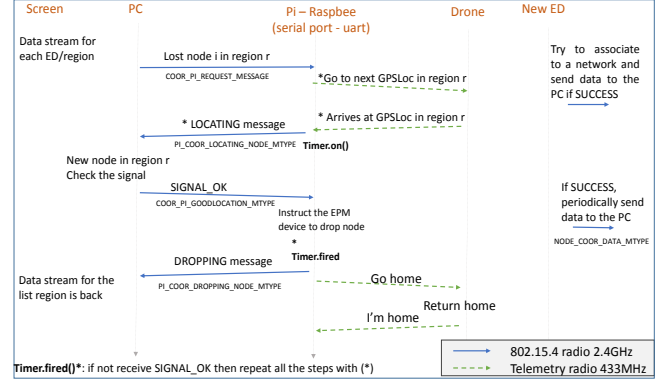 Screen PC Pi – Raspbee Drone New ED
(serial port - uart)
Data stream for
each ED/region
Lost node i in region r
COOR_PI_REQUEST_MESSAGE
*Go to next GPSLoc in region r
Try to associate
to a network and
send data to the
PC if SUCCESS
* Arrives at GPSLoc in region r
* LOCATING message
PI_COOR_LOCATING_NODE_MTYPE
Timer.on()
New node in region r
Check the signal
SIGNAL_OK
COOR_PI_GOODLOCATION_MTYPE
If SUCCESS,
periodically send
data to the PC
NODE_COOR_DATA_MTYPE
Instruct the EPM
device to drop node
*
Timer.fired
DROPPING message
PI_COOR_DROPPING_NODE_MTYPE
Go home
Data stream for the
list region is back
Return home
I'm home
802.15.4 radio 2.4GHz
Telemetry radio 433MHz
Timer.fired()*: if not receive SIGNAL_OK then repeat all the steps with (*)